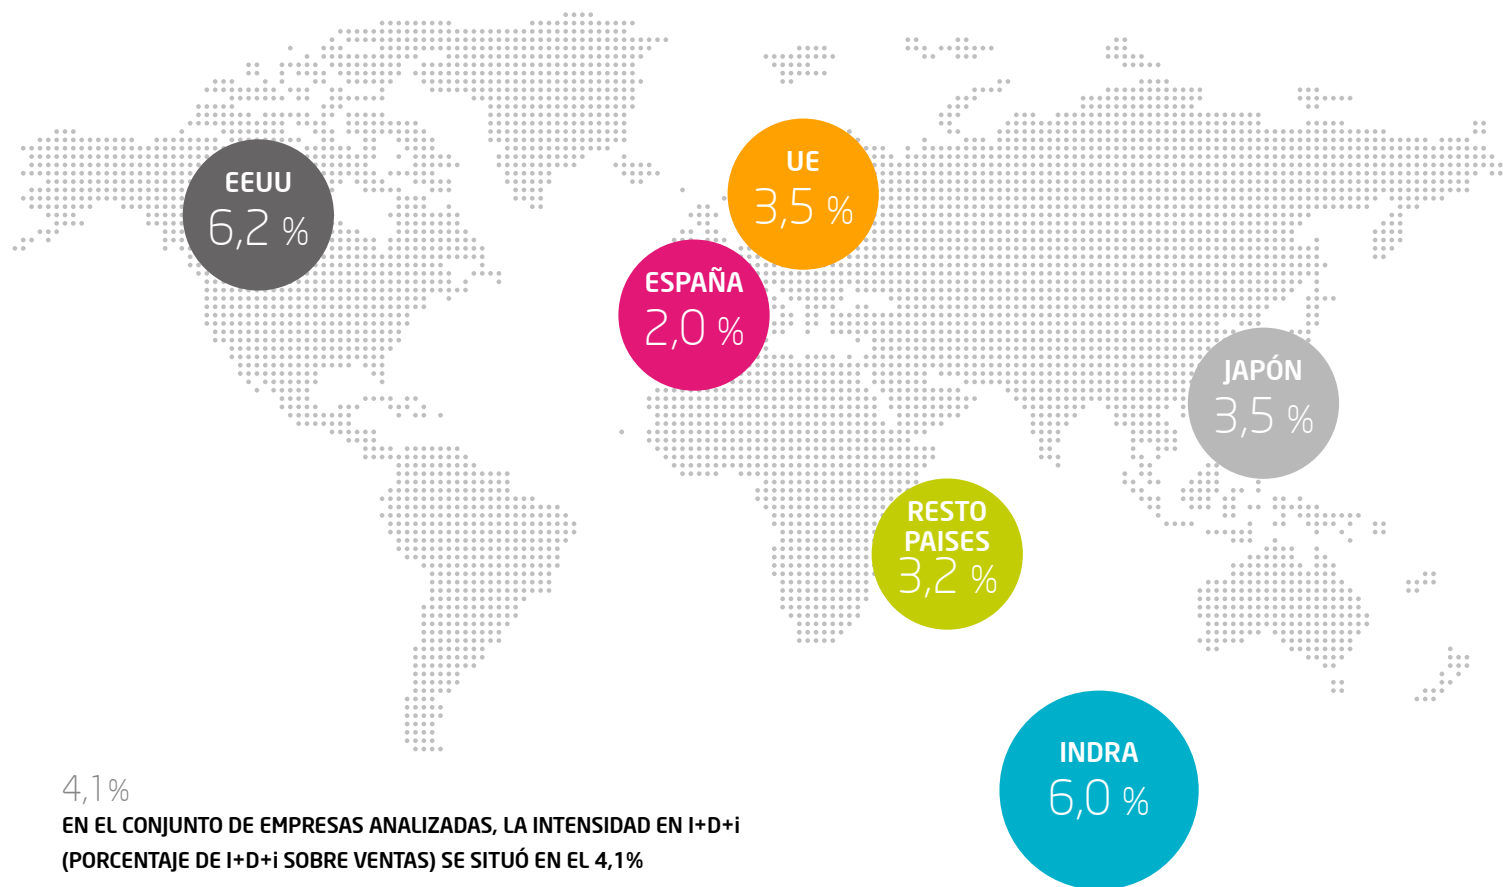 EEUU
6,2 %
UE
3,5 %
ESPAÑA
2,0 %
JAPÓN
3,5 %
RESTO
PAISES
3,2 %
INDRA
6,0 %
4,1%
EN EL CONJUNTO DE EMPRESAS ANALIZADAS, LA INTENSIDAD EN I+D+i
(PORCENTAJE DE I+D+i SOBRE VENTAS) SE SITUÓ EN EL 4,1%